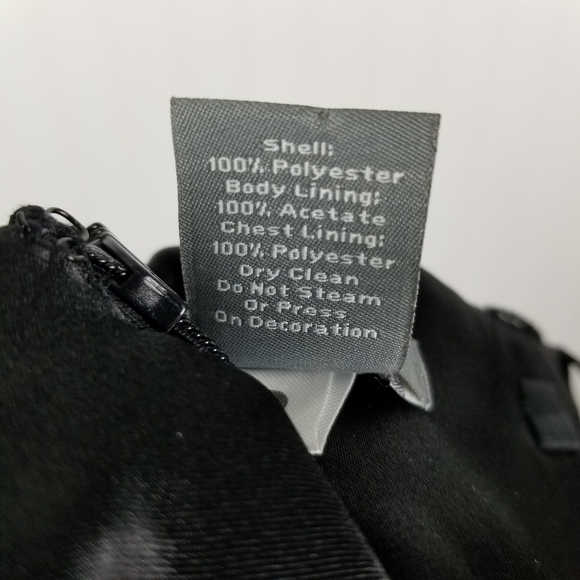 Shell:
100% Polyester
Body Lining:
100% Acetate
Chest Lining:
100% Polyester
Dry Clean
Do Not Steam
Or Press
On Decoration